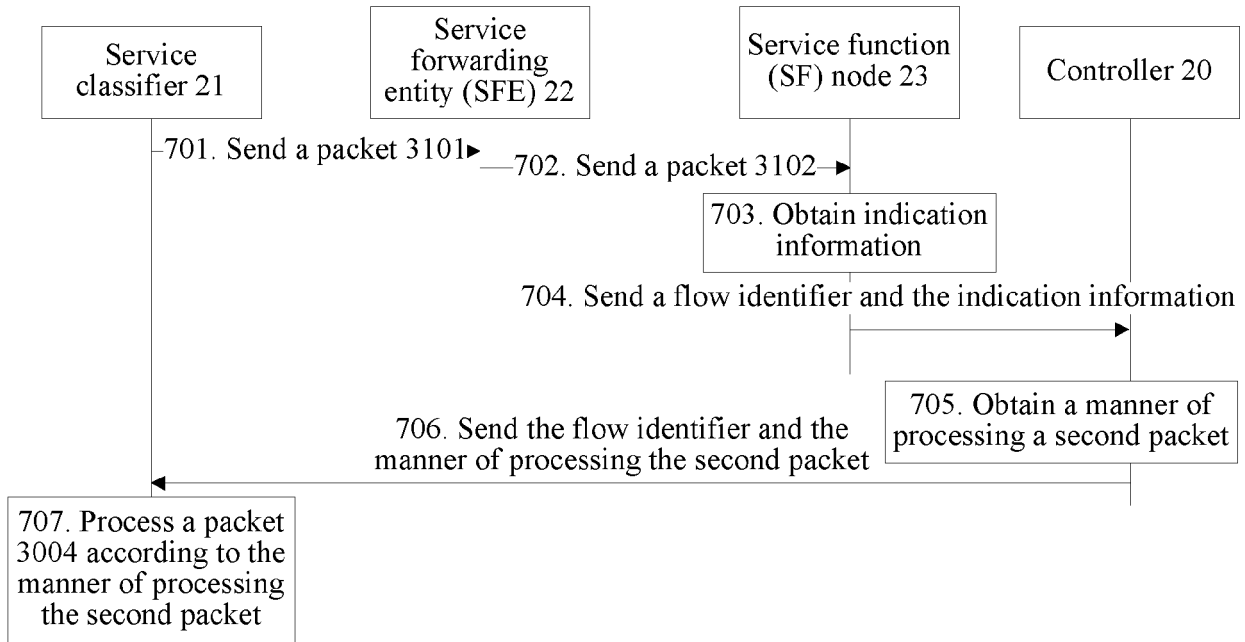 Service
classifier 21
Service
forwarding
entity (SFE) 22
Service function
(SF) node 23
Controller 20
701. Send a packet 3101
702. Send a packet 3102
703. Obtain indication
information
704. Send a flow identifier and the indication information
705. Obtain a manner of
processing a second packet
706. Send the flow identifier and the
manner of processing the second packet
707. Process a packet
3004 according to the
manner of processing
the second packet